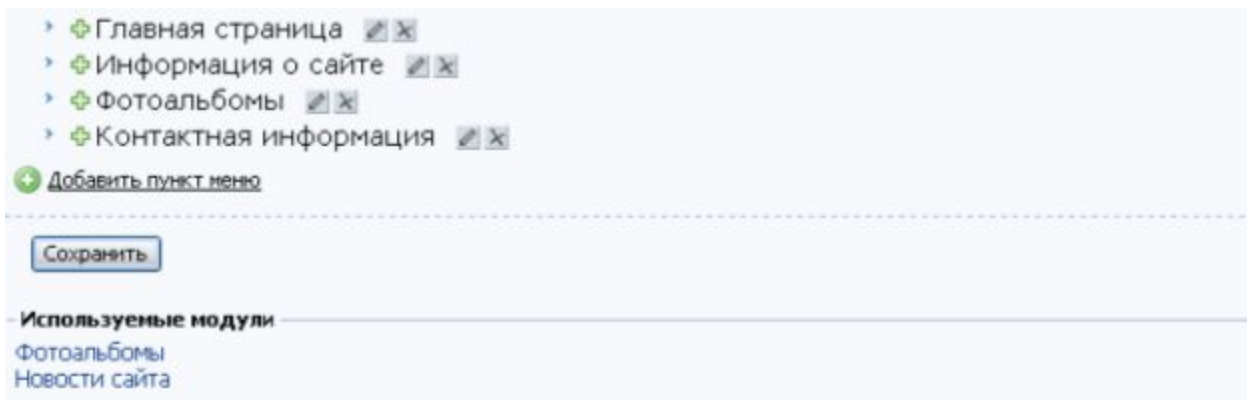 Главная страница
Информация о сайте
Фотоальбомы
Контактная информация
Добавить пункт меню
Сохранить
Используемые модули
Фотоальбомы
Новости сайта